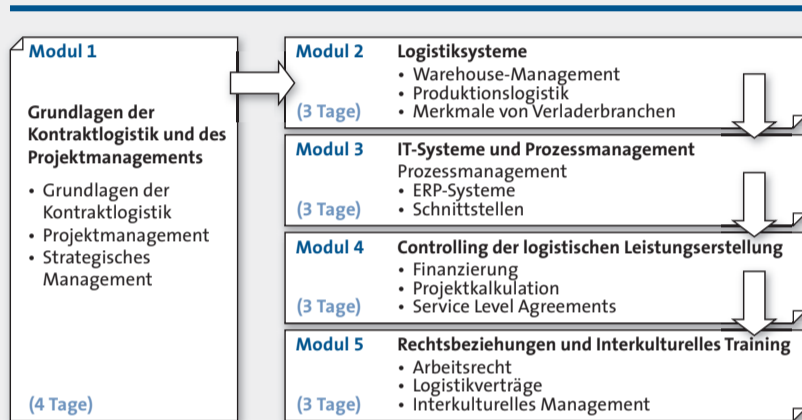 Modul 1
Grundlagen der
Kontraktlogistik und des
Projektmanagements
• Grundlagen der
Kontraktlogistik
• Projektmanagement
• Strategisches
Management
(4 Tage)
Modul 2 Logistiksysteme
• Warehouse-Management
• Produktionslogistik
(3 Tage) • Merkmale von Verladerbranchen
Modul 3 IT-Systeme und Prozessmanagement
Prozessmanagement
• ERP-Systeme
(3 Tage) • Schnittstellen
Modul 4 Controlling der logistischen Leistungserstellung
• Finanzierung
• Projektkalkulation
(3 Tage) • Service Level Agreements
Modul 5 Rechtsbeziehungen und Interkulturelles Training
• Arbeitsrecht
• Logistikverträge
(3 Tage) • Interkulturelles Management